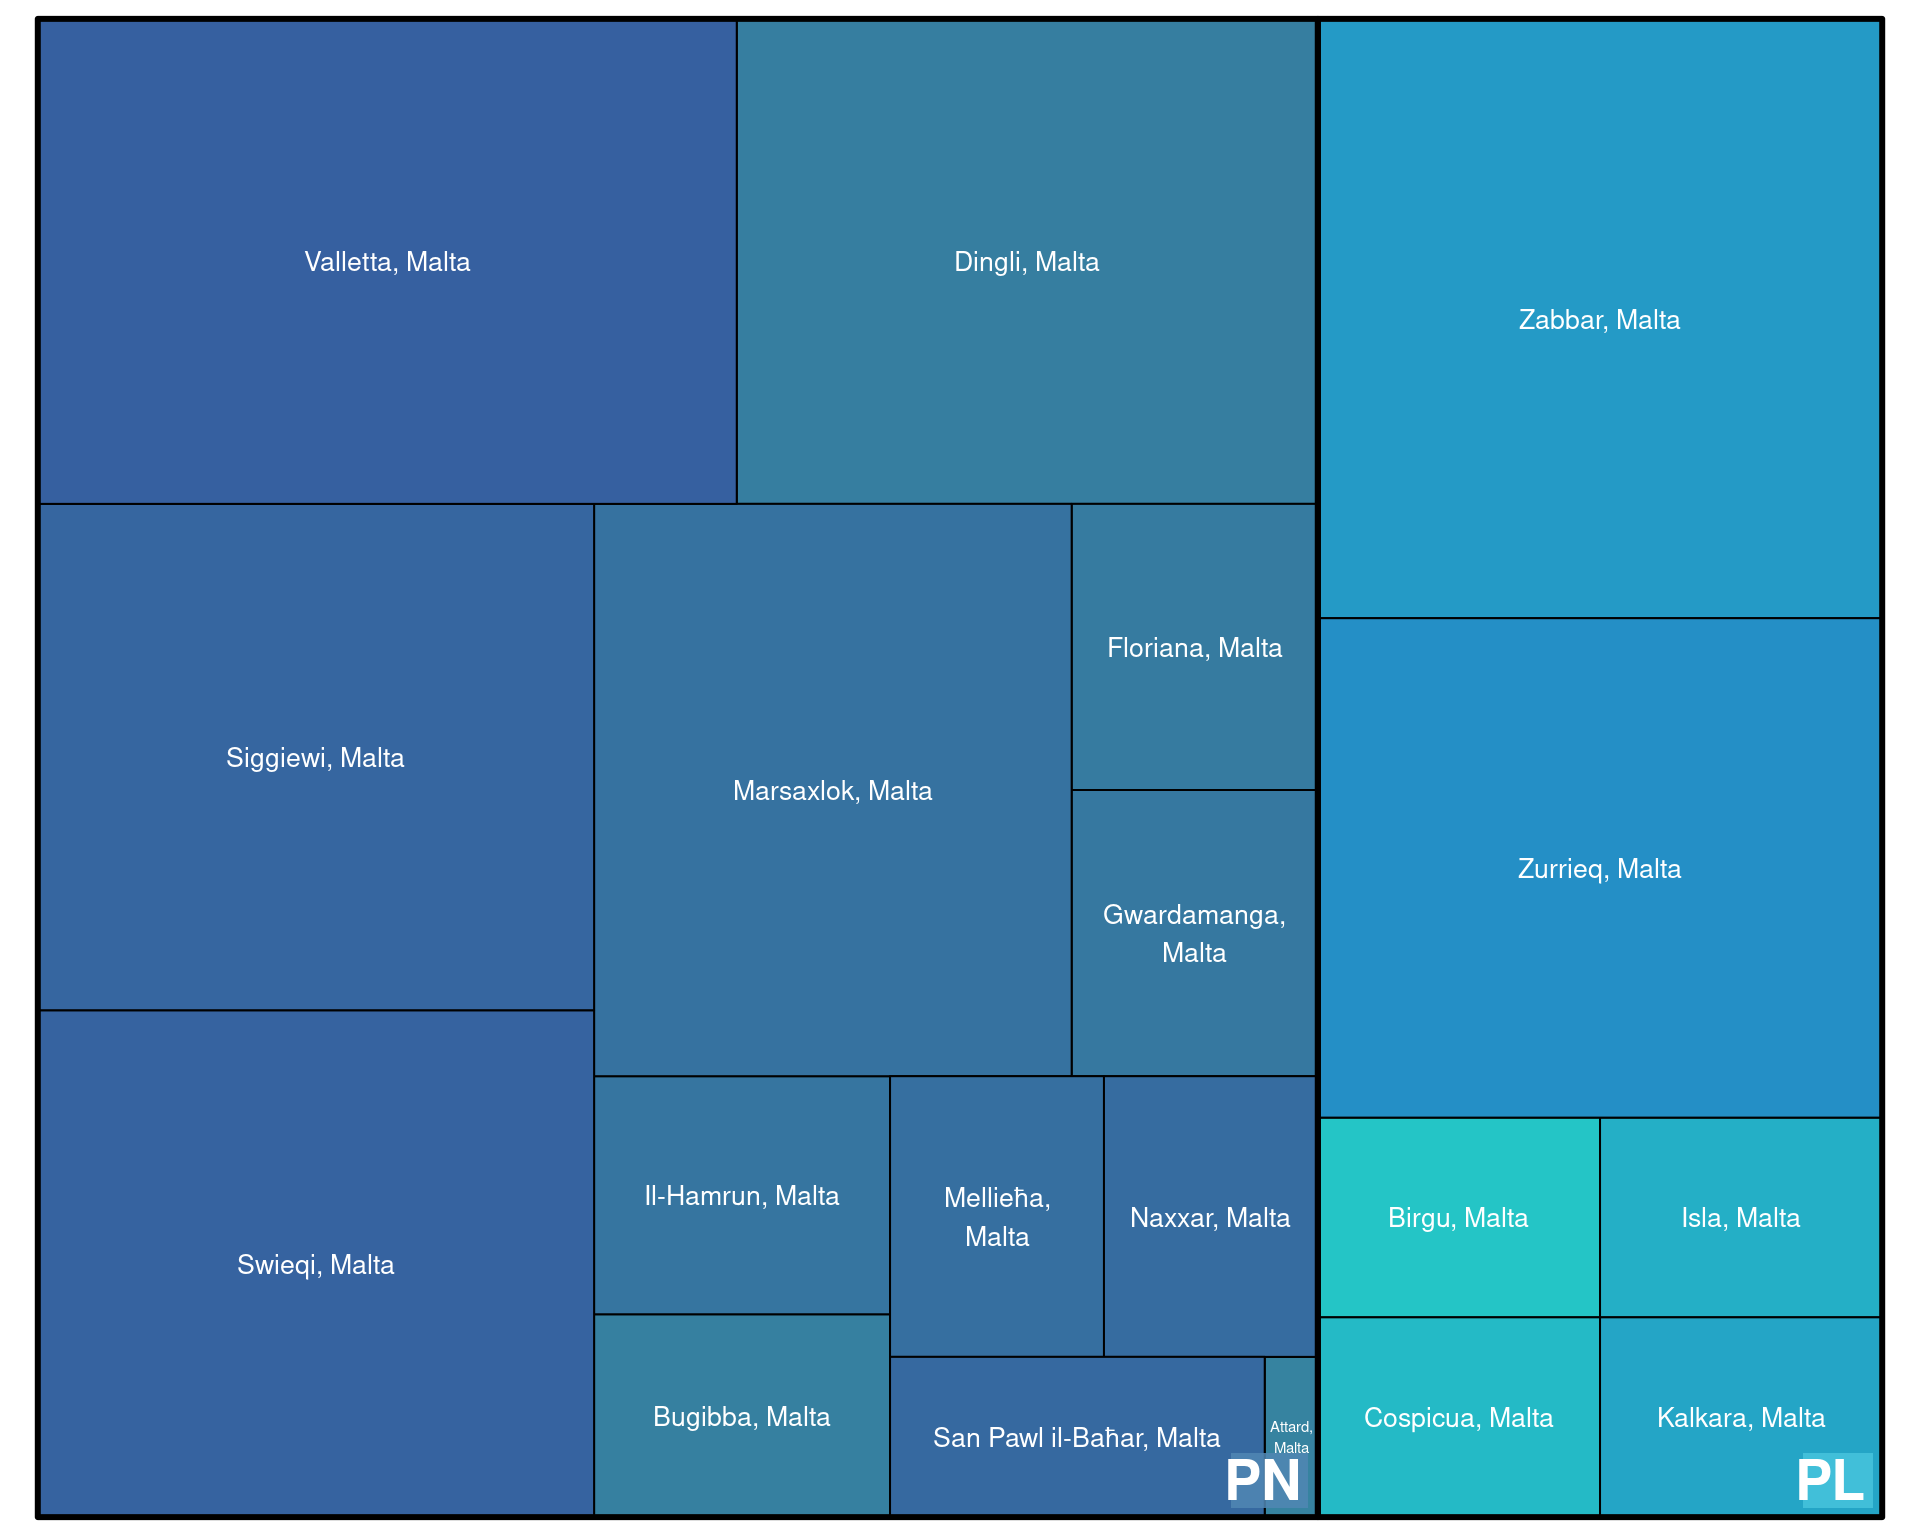 Valletta, Malta
Dingli, Malta
Zabbar, Malta
Siggiewi, Malta
Marsaxlok, Malta
Floriana, Malta
Gwardamanga,
Malta
Zurrieq, Malta
Swieqi, Malta
Il-Hamrun, Malta
Mellieħa,
Malta
Naxxar, Malta
Bugibba, Malta
San Pawl il-Baħar, Malta
Attard,
Malta
PN
Birgu, Malta
Isla, Malta
Cospicua, Malta
Kalkara, Malta
PL